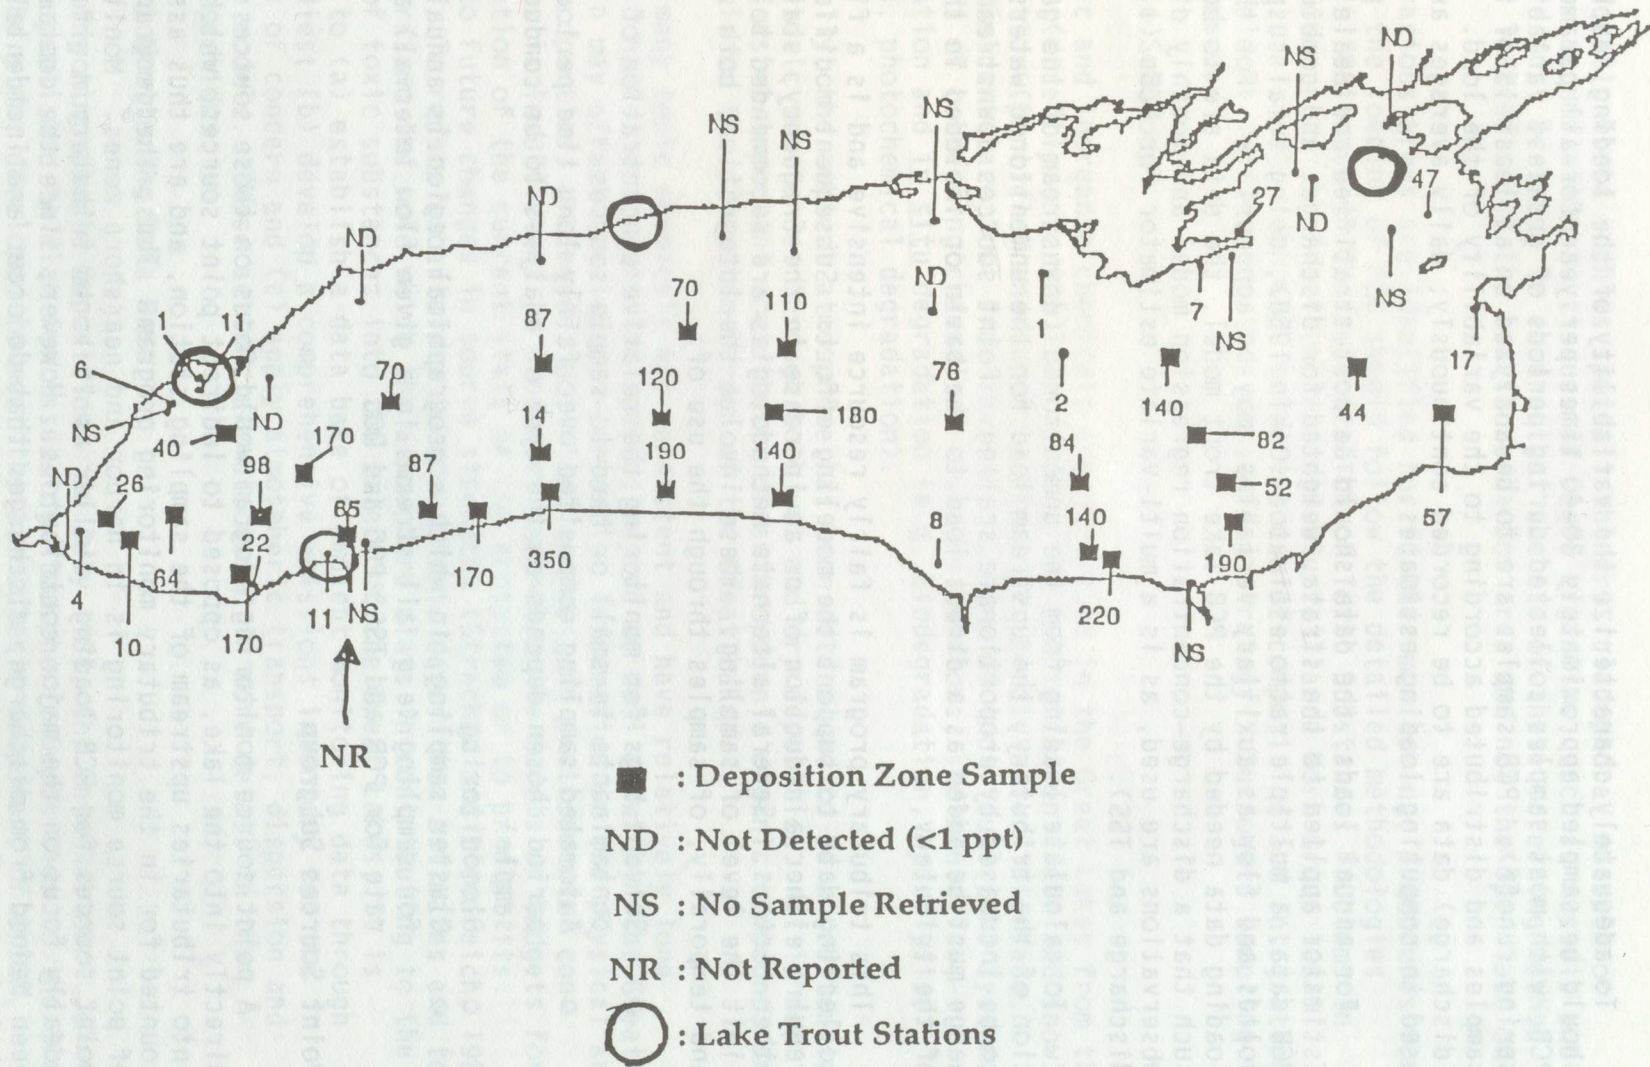 ND
NS
ND
NS
NS
NS
47
27
ND
ND
ND
NS
ND
7
NS
1
17
70
110
87
1
11
6
70
120
76
2
140
44
180
14
NS
ND
40
170
98
87
190
140
84
82
52
ND
26
65
140
57
8
22
350
190
64
170
4
11
NS
220
10
170
NS
NR
: Deposition Zone Sample
ND : Not Detected (<1 ppt)
NS : No Sample Retrieved
NR : Not Reported
: Lake Trout Stations